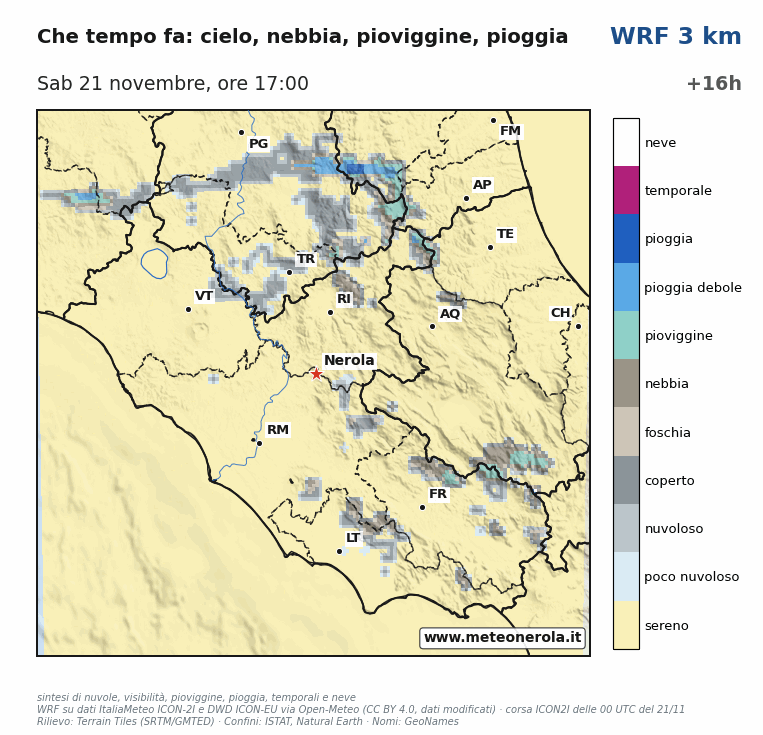 Che tempo fa: cielo, nebbia, pioviggine, pioggia
WRF 3 km
Sab 21 novembre, ore 17:00
+16h
FM
PG
AP
TE
TR
RI
VT
AQ
CH
Nerola
RM
FR
LT
www.meteonerola.it
neve
temporale
pioggia
pioggia debole
pioviggine
nebbia
foschia
coperto
nuvoloso
poco nuvoloso
sereno
sintesi di nuvole, visibilità, pioviggine, pioggia, temporali e neve
WRF su dati ItaliaMeteo ICON-2I e DWD ICON-EU via Open-Meteo (CC BY 4.0, dati modificati) · corsa ICON2I delle 00 UTC del 21/11
Rilievo: Terrain Tiles (SRTM/GMTED) · Confini: ISTAT, Natural Earth · Nomi: GeoNames